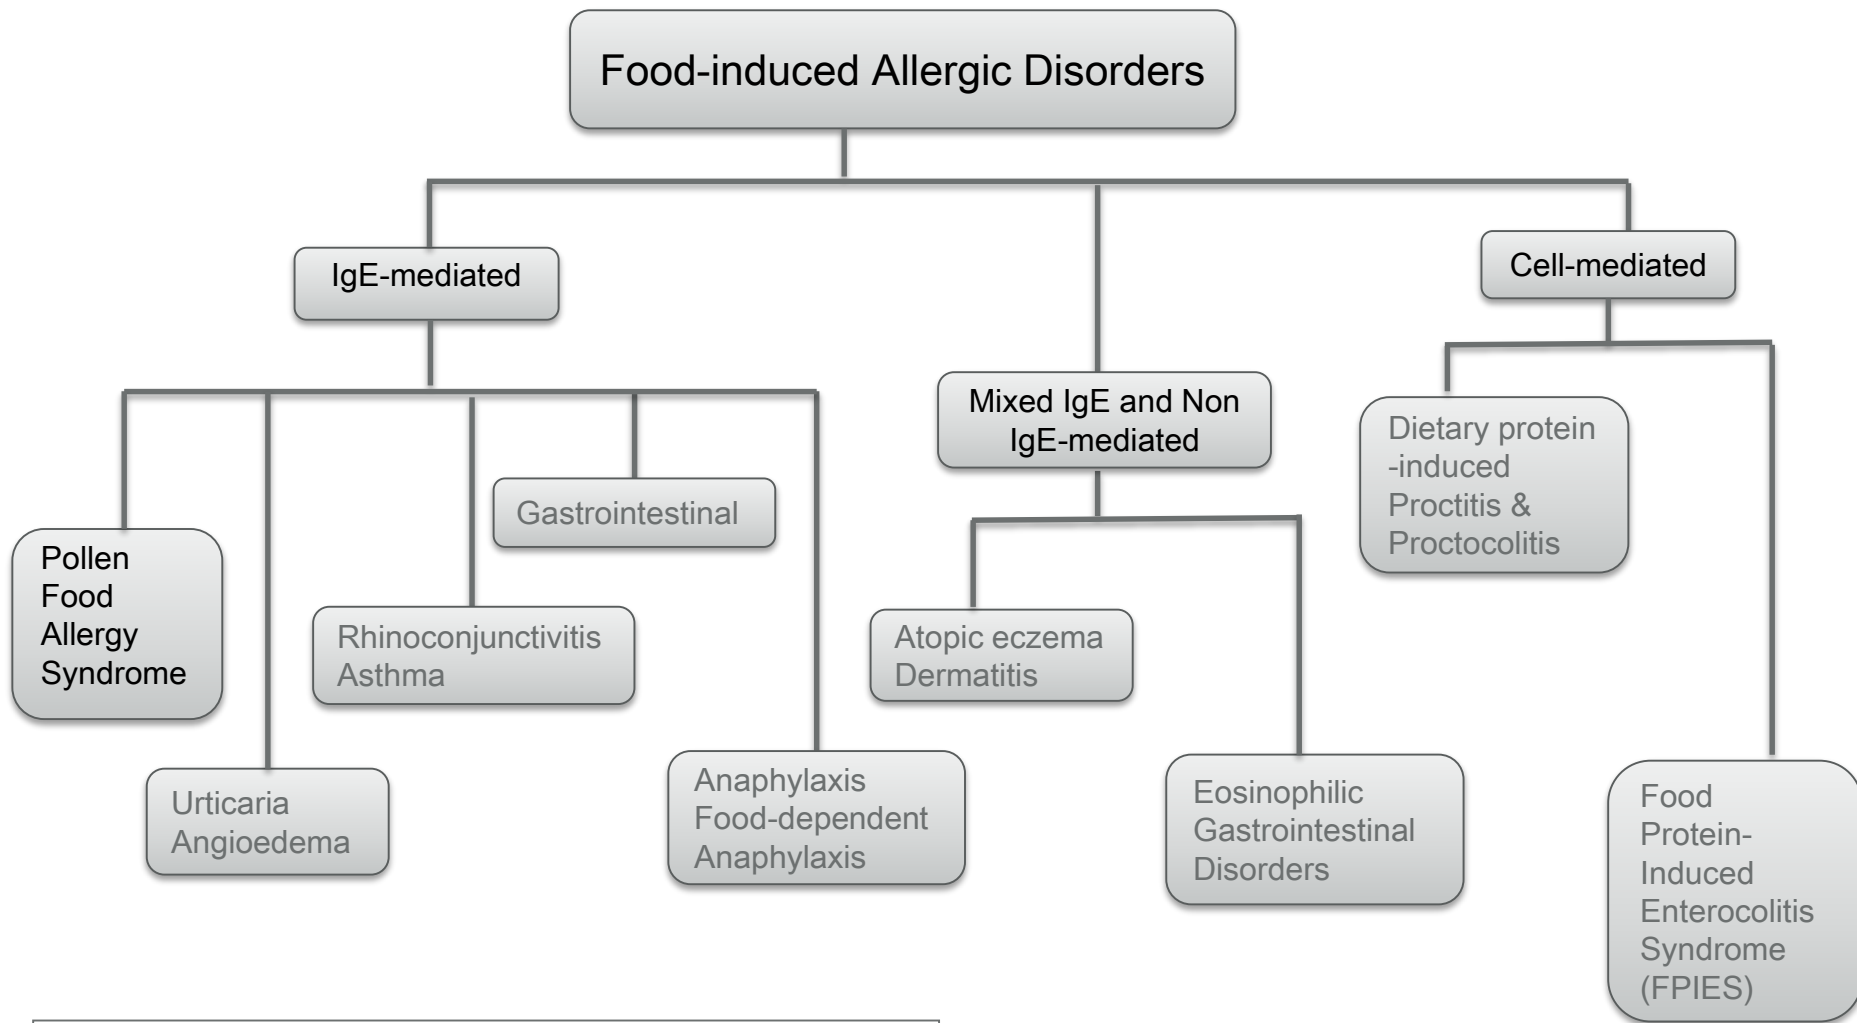 Food-induced Allergic Disorders
IgE-mediated
Cell-mediated
Mixed IgE and Non
IgE-mediated
Pollen
Food
Allergy
Syndrome
Urticaria
Angioedema
Rhinoconjunctivitis
Asthma
Gastrointestinal
Anaphylaxis
Food-dependent
Anaphylaxis
Atopic eczema
Dermatitis
Eosinophilic
Gastrointestinal
Disorders
Dietary protein
-induced
Proctitis &
Proctocolitis
Food
Protein-
Induced
Enterocolitis
Syndrome
(FPIES)